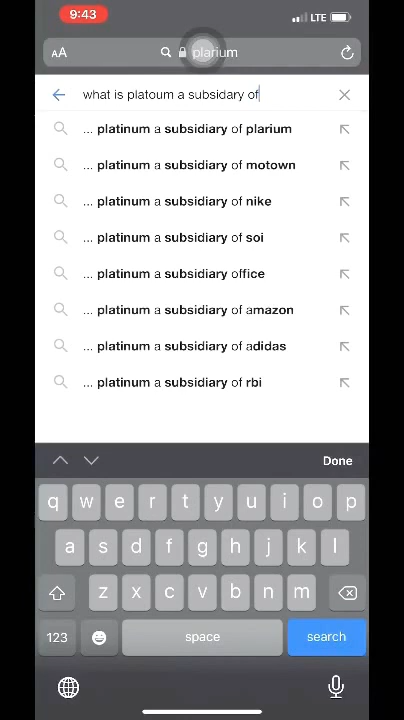 9:43
LTE
AA
plarium
what is platoum a subsidary of
... platinum a subsidiary of plarium
... platinum a subsidiary of motown
... platinum a subsidiary of nike
... platinum a subsidiary of soi
... platinum a subsidiary office
... platinum a subsidiary of amazon
... platinum a subsidiary of adidas
... platinum a subsidiary of rbi
Done
q w e r t y u i o p
a s d f g h j k l
z x c v b n m
123 space search